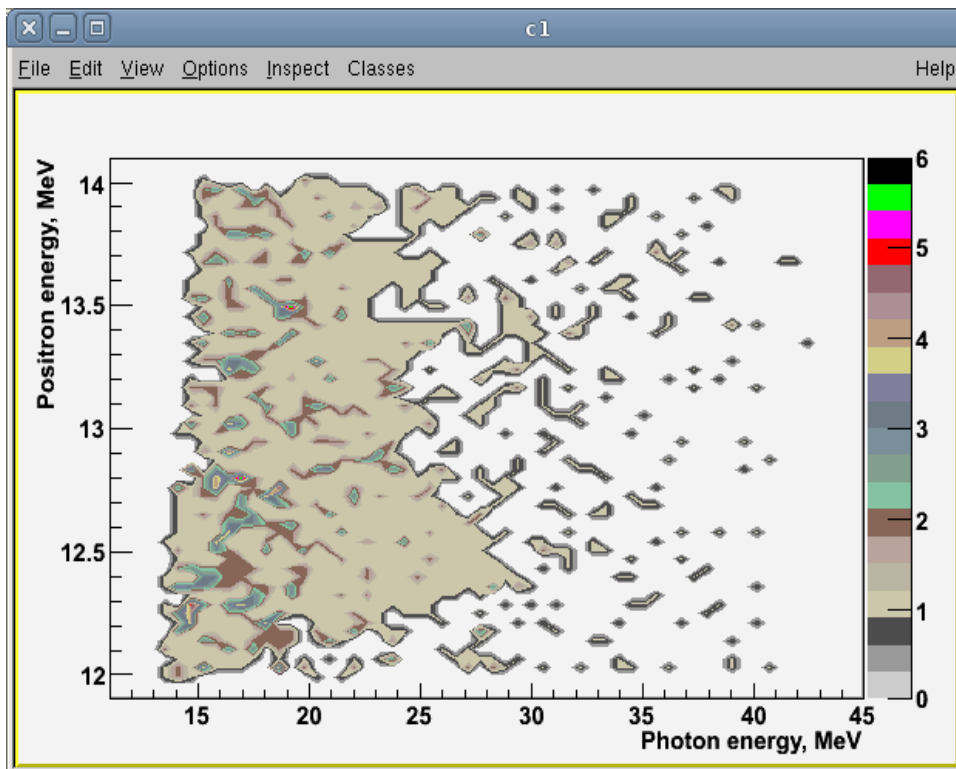 c1
File Edit View Options Inspect Classes Help
Positron energy, MeV
14
13.5
13
12.5
12
15 20 25 30 35 40 45
Photon energy, MeV
6
5
4
3
2
1
0